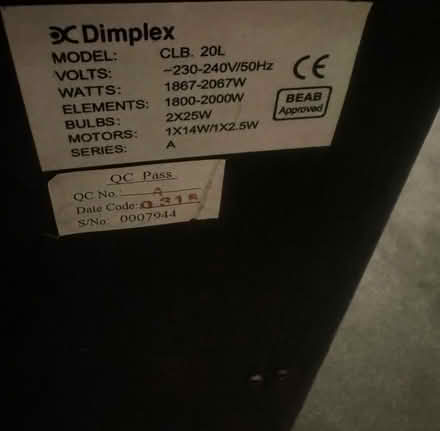 Dimplex
MODEL: CLB. 20L
VOLTS: ~230-240V/50Hz
WATTS: 1867-2067W
ELEMENTS: 1800-2000W
BULBS: 2X25W
MOTORS: 1X14W/1X2.5W
SERIES: A
CE
BEAB
Approved
QC Pass
QC No.: A
Date Code:
S/No: 0007944